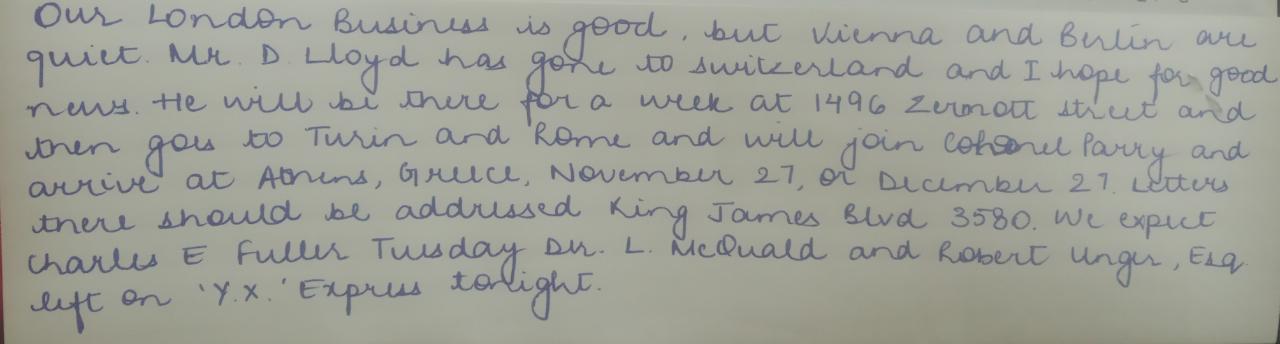 Our London Business is good, but Vienna and Berlin are
quiet. Mr. D. Lloyd has gone to switzerland and I hope for good
news. He will be there for a week at 1496 Zermott street and
then goes to Turin and Rome and will join Colonel Parry and
arrive at Athens, Greece, November 27, or December 27. Letters
there should be addressed King James Blvd 3580. We expect
Charles E Fuller Tuesday Dr. L. McQuald and Robert Unger, Esq.
left on 'Y.X.' Express tonight.